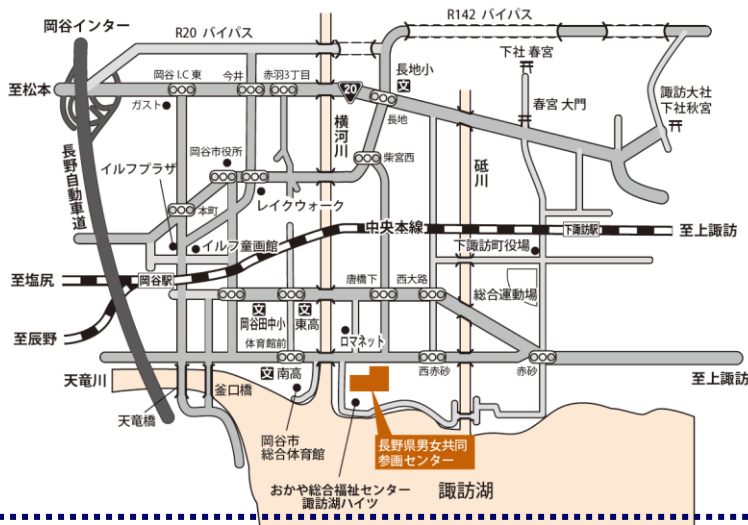 岡谷インター
R20 バイパス
R142 バイパス
下社 春宮
岡谷 I.C 東
今井
赤羽3丁目
長地小
文
至松本
20
諏訪大社
下社秋宮
ガスト
長地
春宮 大門
横河川
長野自動車道
岡谷市役所
柴宮西
砥川
イルフプラザ
レイクウォーク
本町
中央本線
下諏訪駅
至上諏訪
イルフ童画館
下諏訪町役場
至塩尻
岡谷駅
唐橋下
西大路
総合運動場
文
文
岡谷田中小
東高
ロマネット
至辰野
体育館前
天竜川
文
南高
西赤砂
赤砂
至上諏訪
釜口橋
天竜橋
岡谷市
総合体育館
長野県男女共同
参画センター
おかや総合福祉センター
諏訪湖ハイツ
諏訪湖